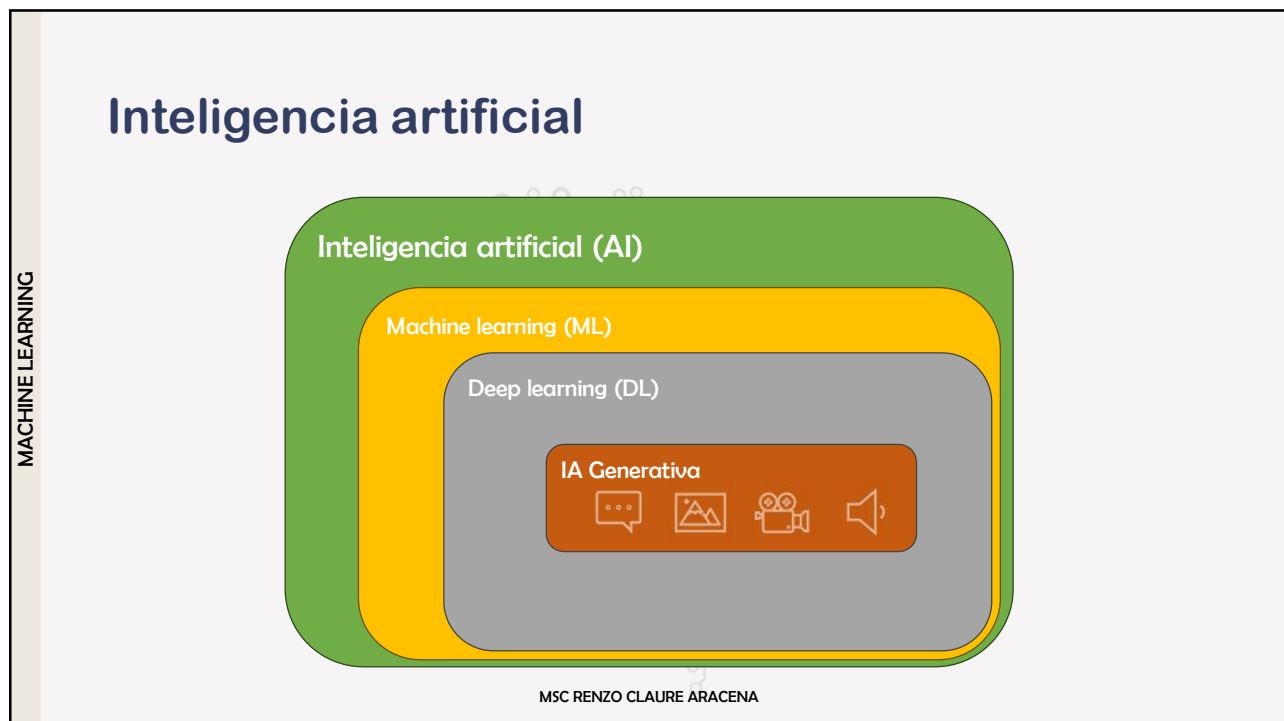 Inteligencia artificial
MACHINE LEARNING
Inteligencia artificial (AI)
Machine learning (ML)
Deep learning (DL)
IA Generativa
MSC RENZO CLAURE ARACENA